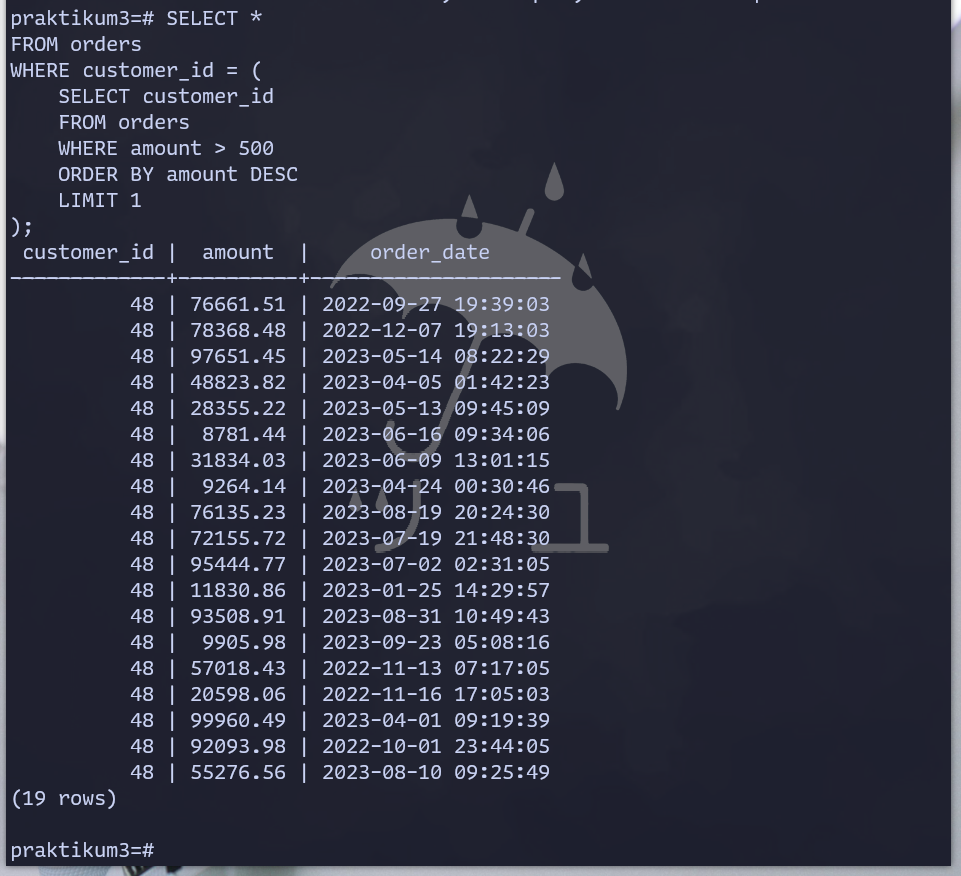 praktikum3=# SELECT *
FROM orders
WHERE customer_id = (
    SELECT customer_id
    FROM orders
    WHERE amount > 500
    ORDER BY amount DESC
    LIMIT 1
);
 customer_id |  amount  |     order_date
-------------+----------+---------------------
          48 | 76661.51 | 2022-09-27 19:39:03
          48 | 78368.48 | 2022-12-07 19:13:03
          48 | 97651.45 | 2023-05-14 08:22:29
          48 | 48823.82 | 2023-04-05 01:42:23
          48 | 28355.22 | 2023-05-13 09:45:09
          48 |  8781.44 | 2023-06-16 09:34:06
          48 | 31834.03 | 2023-06-09 13:01:15
          48 |  9264.14 | 2023-04-24 00:30:46
          48 | 76135.23 | 2023-08-19 20:24:30
          48 | 72155.72 | 2023-07-19 21:48:30
          48 | 95444.77 | 2023-07-02 02:31:05
          48 | 11830.86 | 2023-01-25 14:29:57
          48 | 93508.91 | 2023-08-31 10:49:43
          48 |  9905.98 | 2023-09-23 05:08:16
          48 | 57018.43 | 2022-11-13 07:17:05
          48 | 20598.06 | 2022-11-16 17:05:03
          48 | 99960.49 | 2023-04-01 09:19:39
          48 | 92093.98 | 2022-10-01 23:44:05
          48 | 55276.56 | 2023-08-10 09:25:49
(19 rows)
praktikum3=#
ツユ